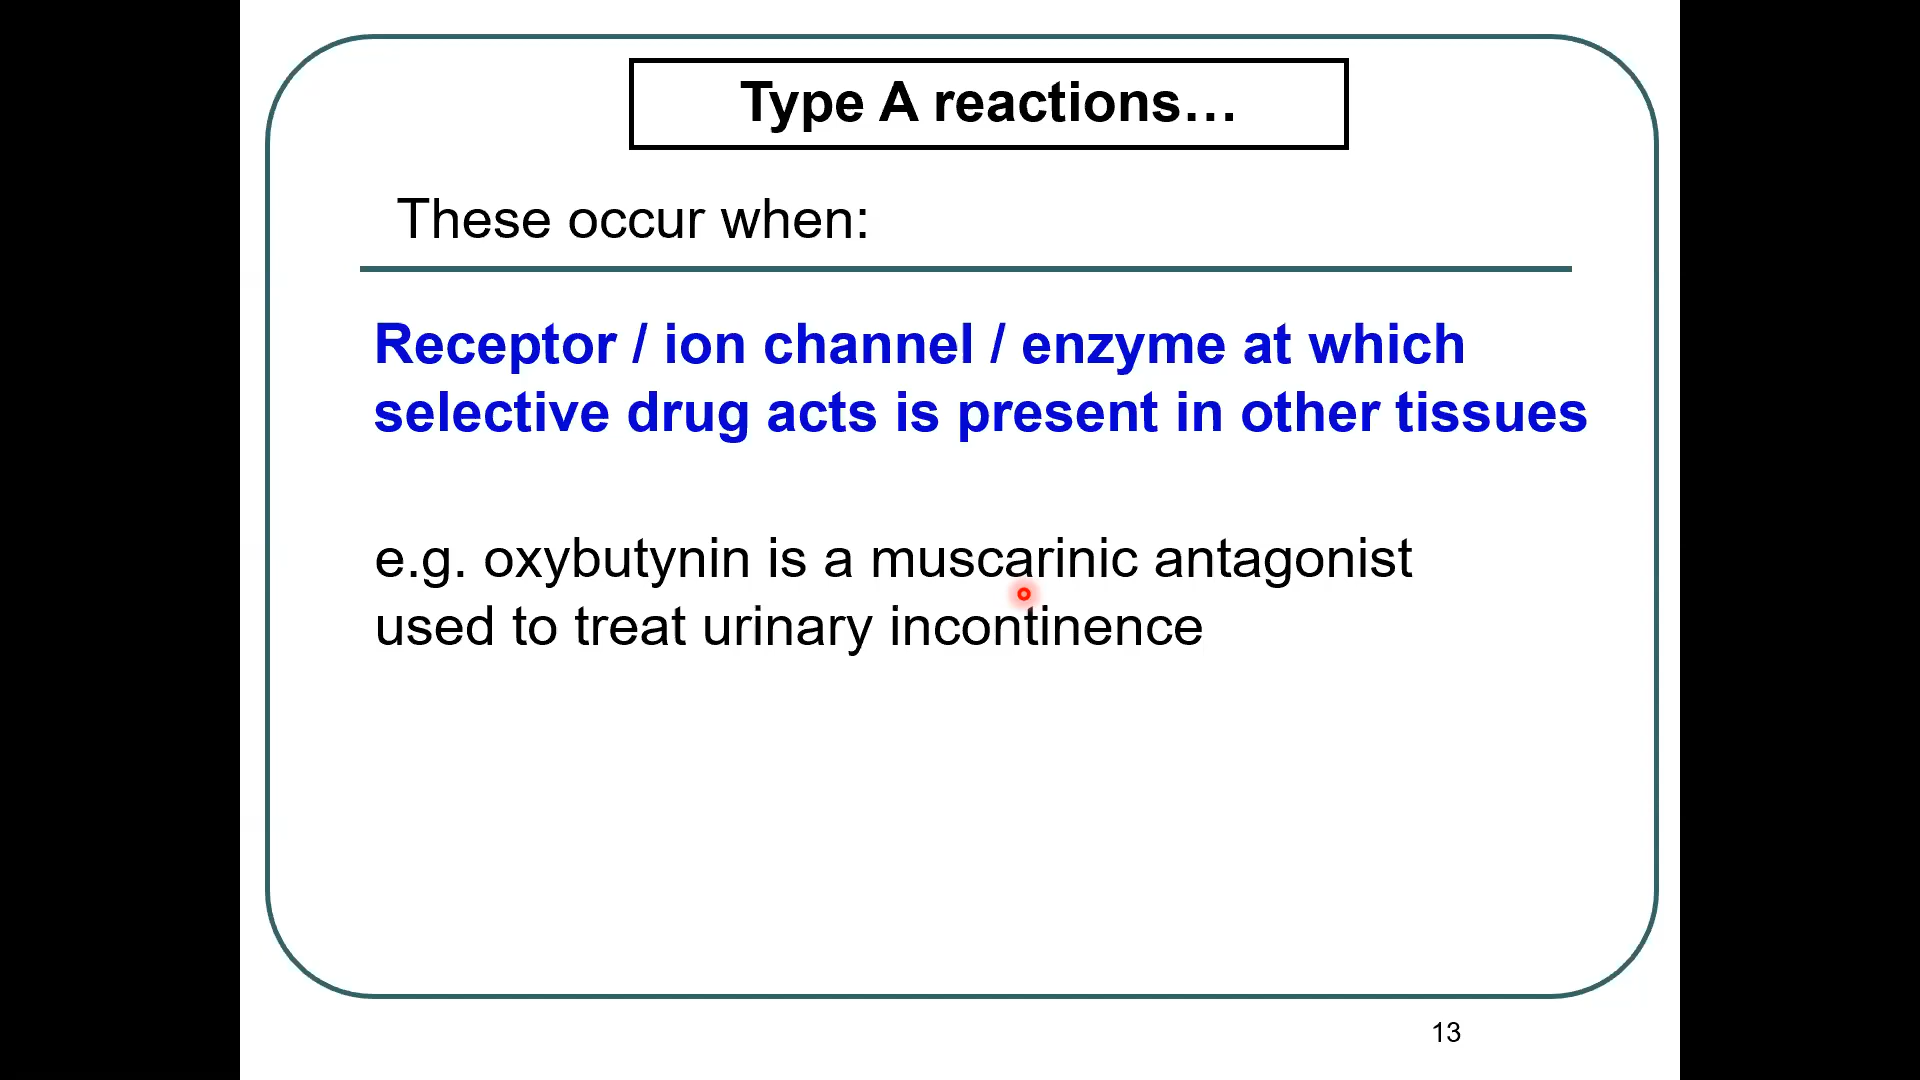 Type A reactions…
These occur when:
Receptor / ion channel / enzyme at which
selective drug acts is present in other tissues
e.g. oxybutynin is a muscarinic antagonist
used to treat urinary incontinence
13